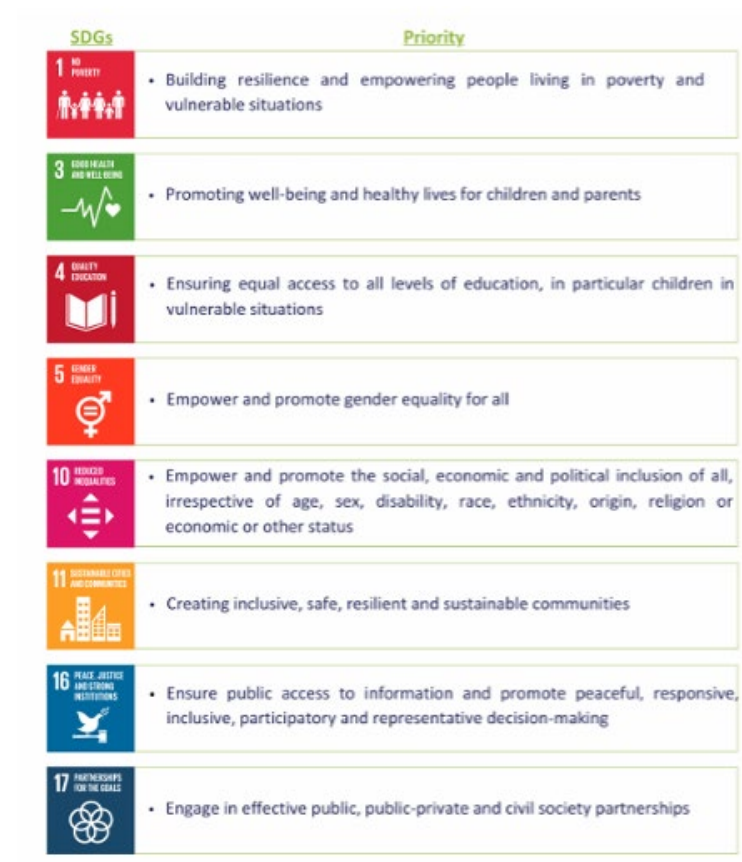 SDGs Priority
1 NO
POVERTY
• Building resilience and empowering people living in poverty and
vulnerable situations
3 GOOD HEALTH
AND WELL-BEING
• Promoting well-being and healthy lives for children and parents
4 QUALITY
EDUCATION
• Ensuring equal access to all levels of education, in particular children in
vulnerable situations
5 GENDER
EQUALITY
• Empower and promote gender equality for all
10 REDUCED
INEQUALITIES
• Empower and promote the social, economic and political inclusion of all,
irrespective of age, sex, disability, race, ethnicity, origin, religion or
economic or other status
11 SUSTAINABLE CITIES
AND COMMUNITIES
• Creating inclusive, safe, resilient and sustainable communities
16 PEACE, JUSTICE
AND STRONG
INSTITUTIONS
• Ensure public access to information and promote peaceful, responsive,
inclusive, participatory and representative decision-making
17 PARTNERSHIPS
FOR THE GOALS
• Engage in effective public, public-private and civil society partnerships